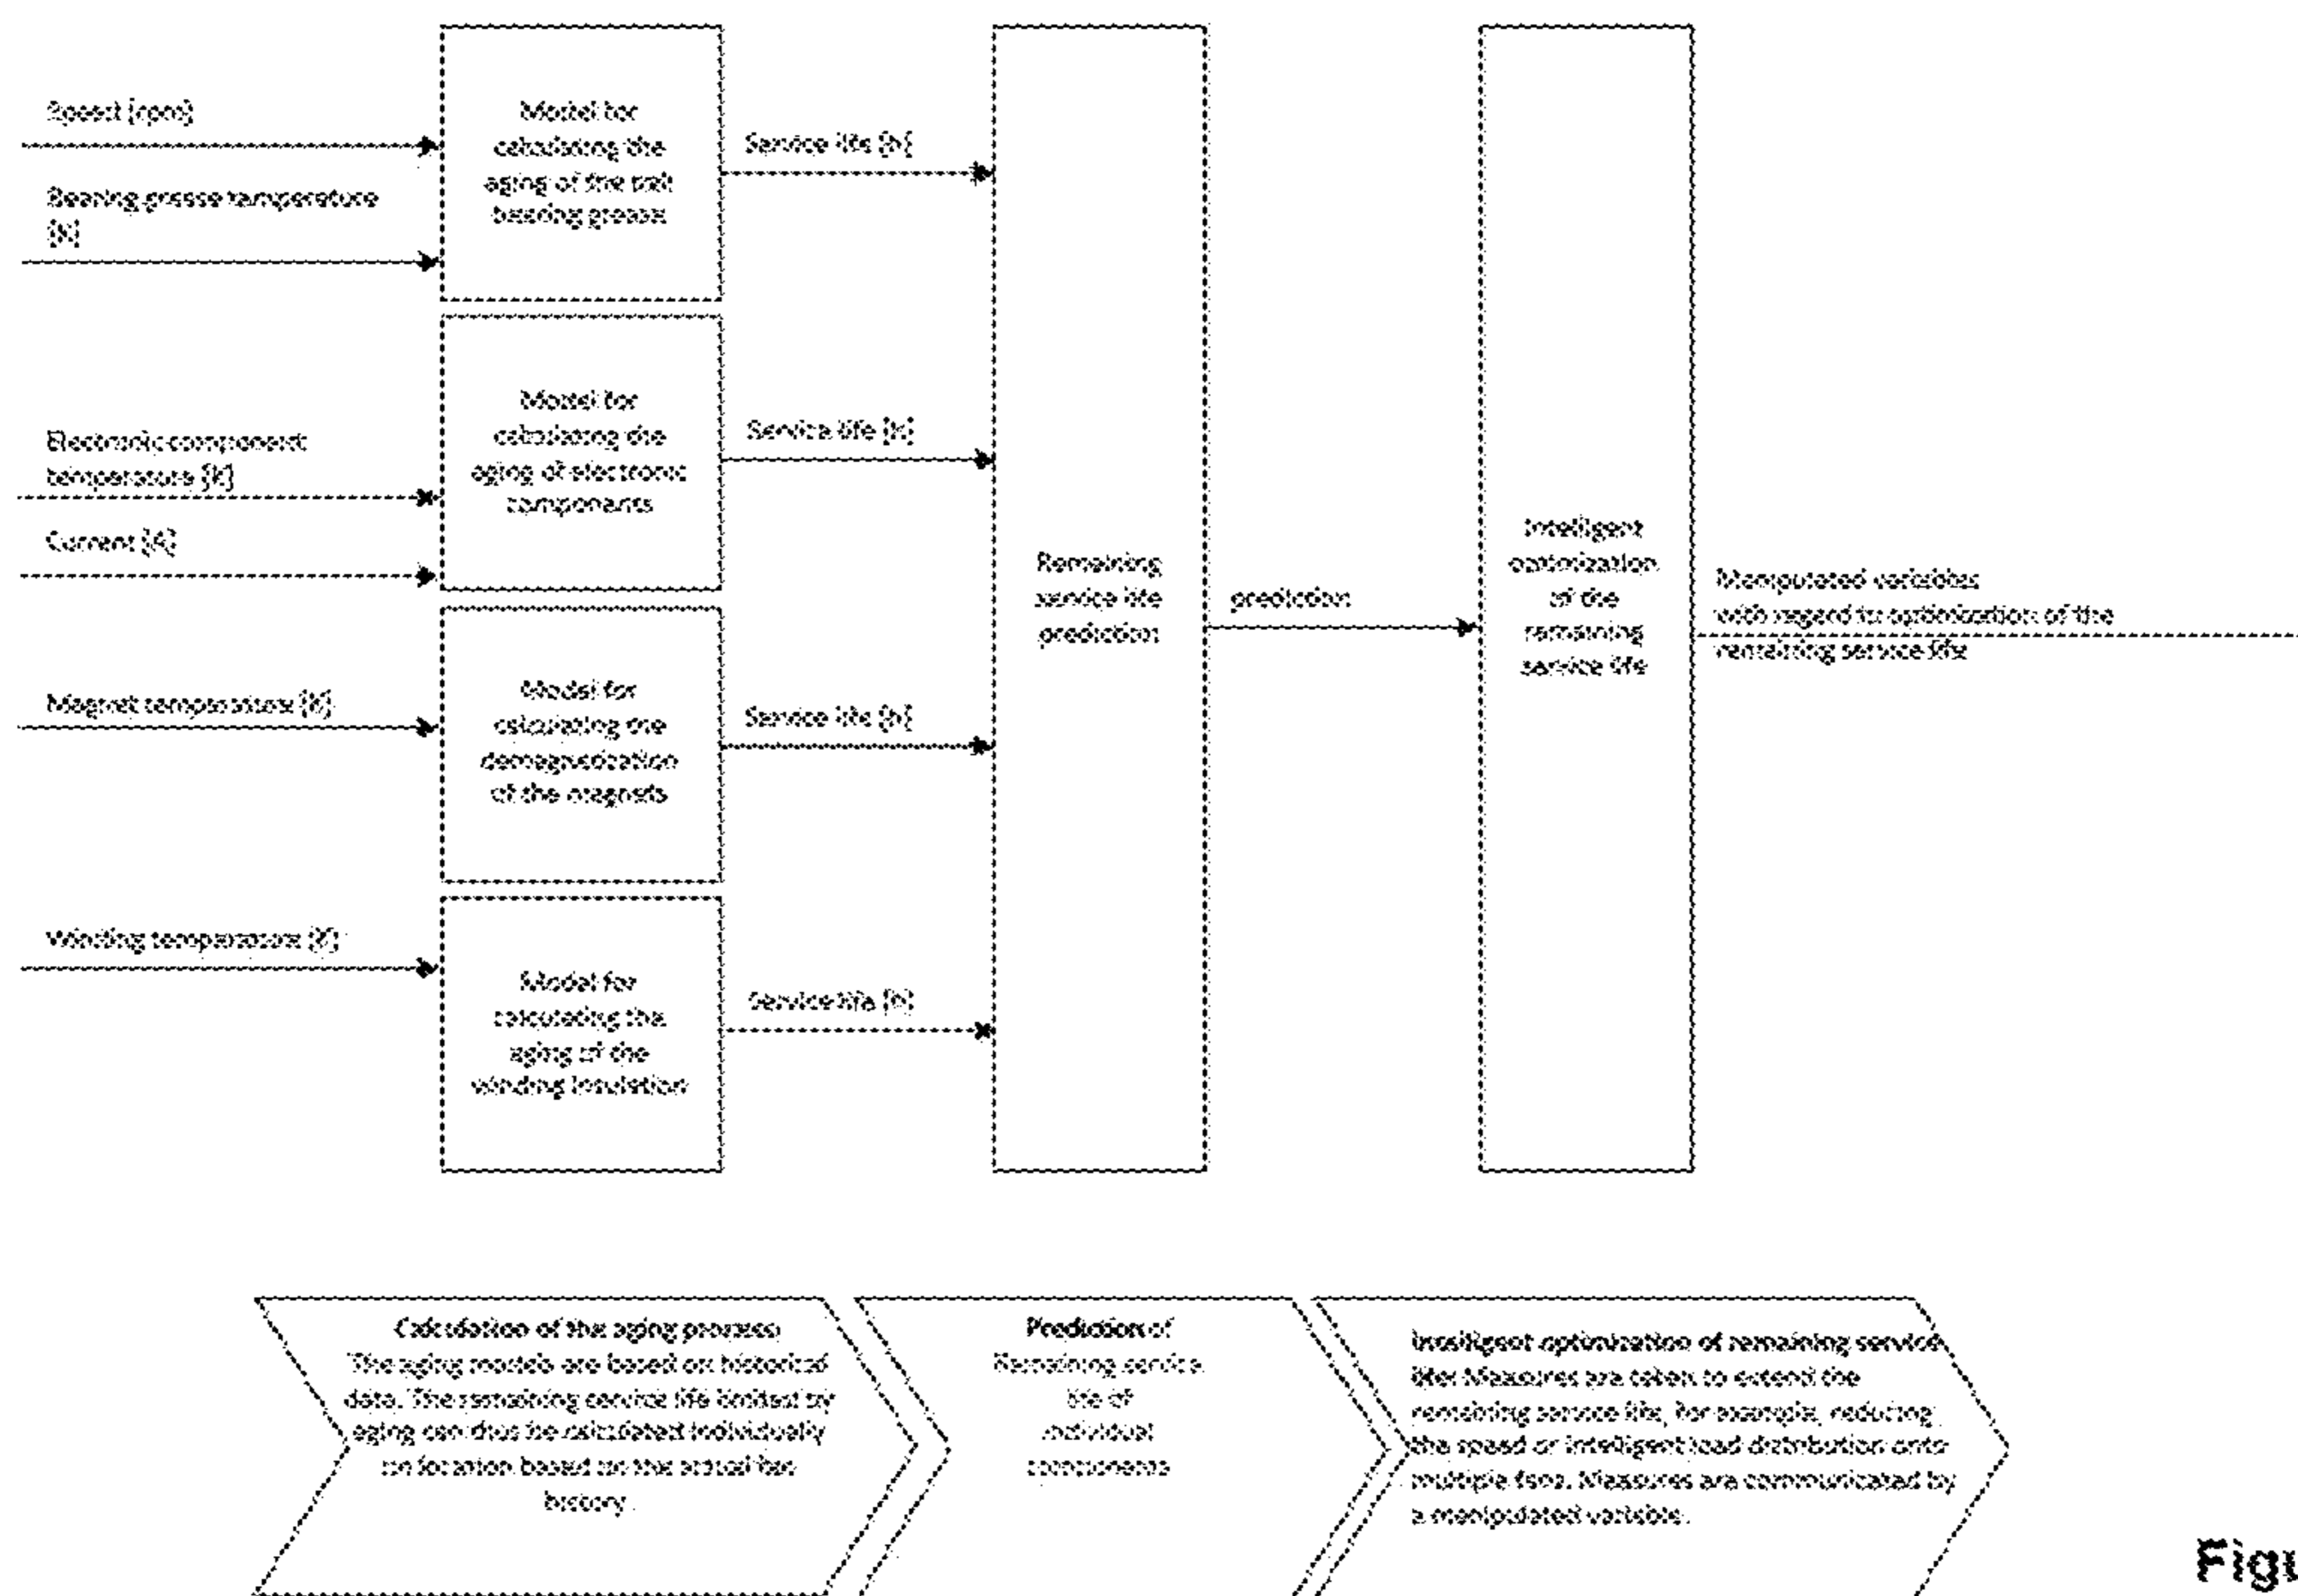 Speed [rpm]
Bearing grease temperature
[K]
Electronic component
temperature [K]
Current [A]
Magnet temperature [K]
Winding temperature [K]
Model for
calculating the
aging of the ball
bearing grease
Model for
calculating the
aging of electronic
components
Model for
calculating the
demagnetization
of the magnets
Model for
calculating the
aging of the
winding insulation
Service life [h]
Service life [h]
Service life [h]
Service life [h]
Remaining
service life
prediction
prediction
Intelligent
optimization
of the
remaining
service life
Manipulated variables
with regard to optimization of the
remaining service life
Calculation of the aging process
The aging models are based on historical
data. The remaining service life limited by
aging can thus be calculated individually
on location based on the actual fan
history.
Prediction of
Remaining service
life of
individual
components
Intelligent optimization of remaining service
life: Measures are taken to extend the
remaining service life, for example, reducing
the speed or intelligent load distribution onto
multiple fans. Measures are communicated by
a manipulated variable.
Figu